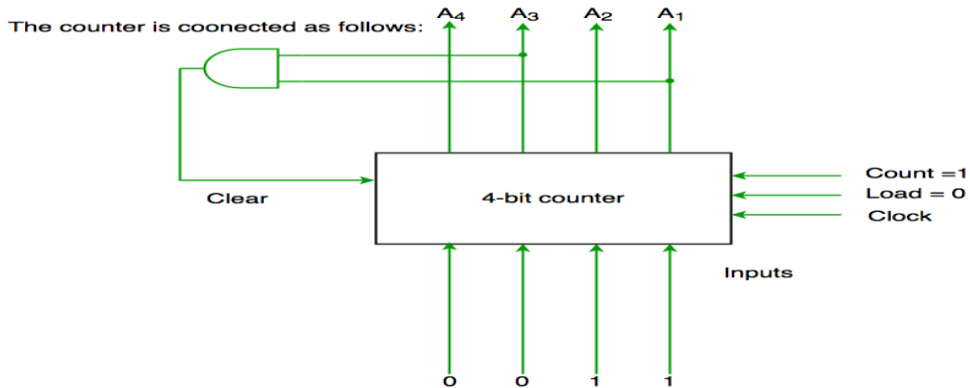 The counter is coonected as follows:
A4 A3 A2 A1
Count =1
Load = 0
Clock
Clear
4-bit counter
Inputs
0 0 1 1